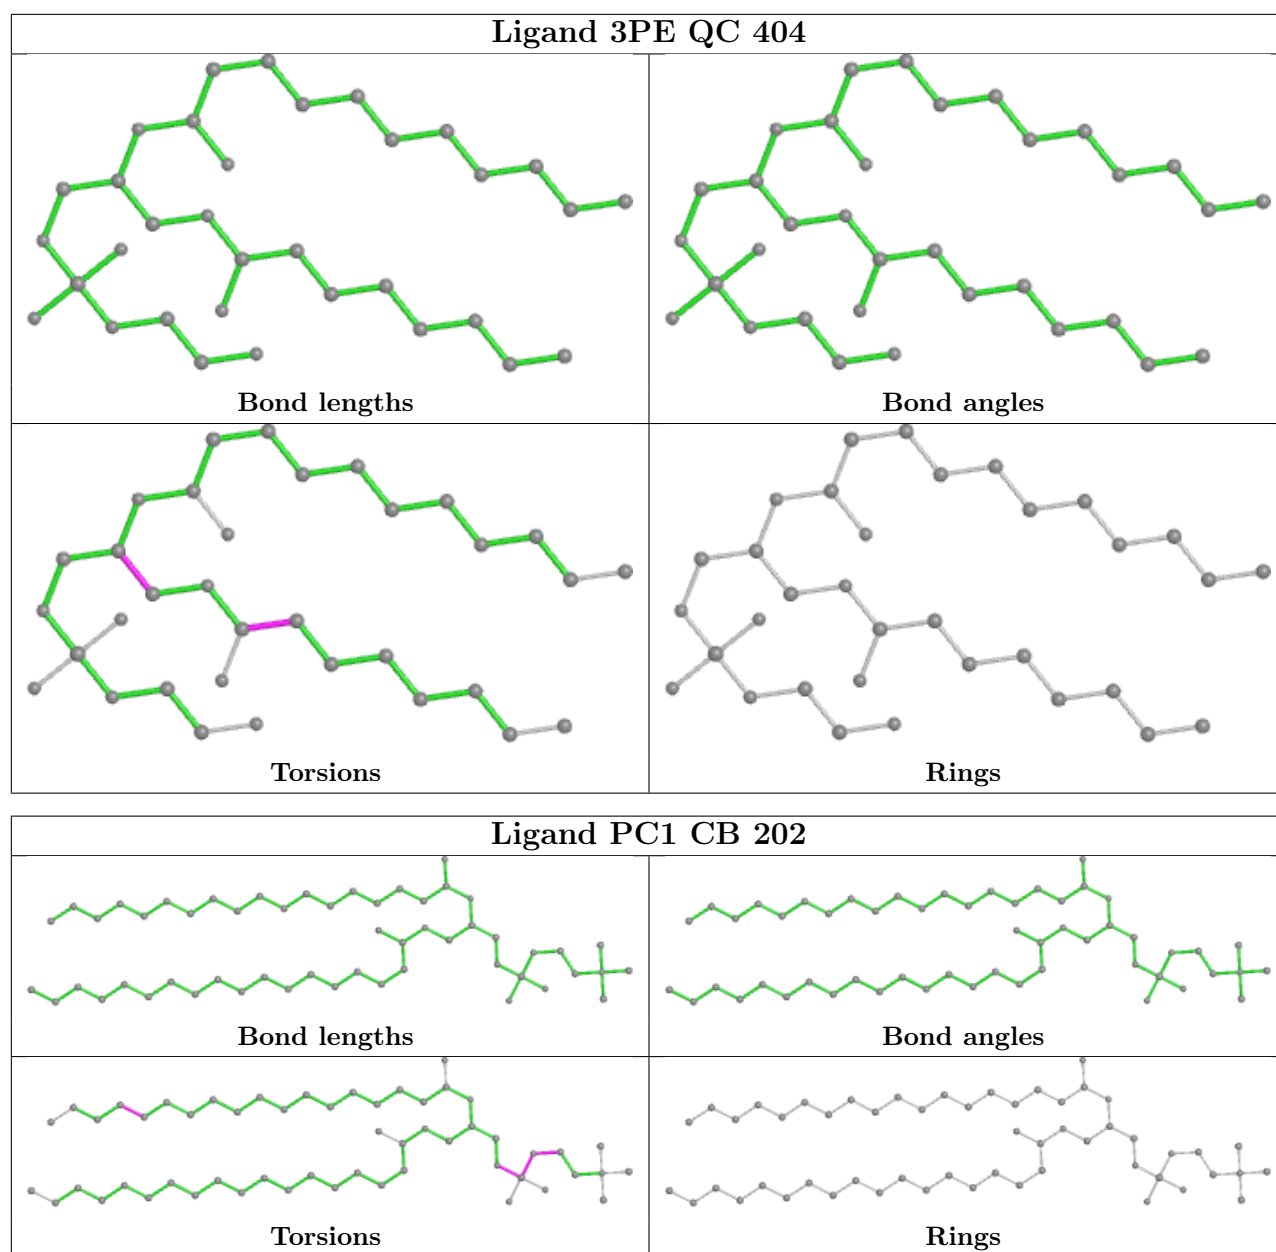 Ligand 3PE QC 404
Bond lengths
Bond angles
Torsions
Rings
Ligand PC1 CB 202
Bond lengths
Bond angles
Torsions
Rings